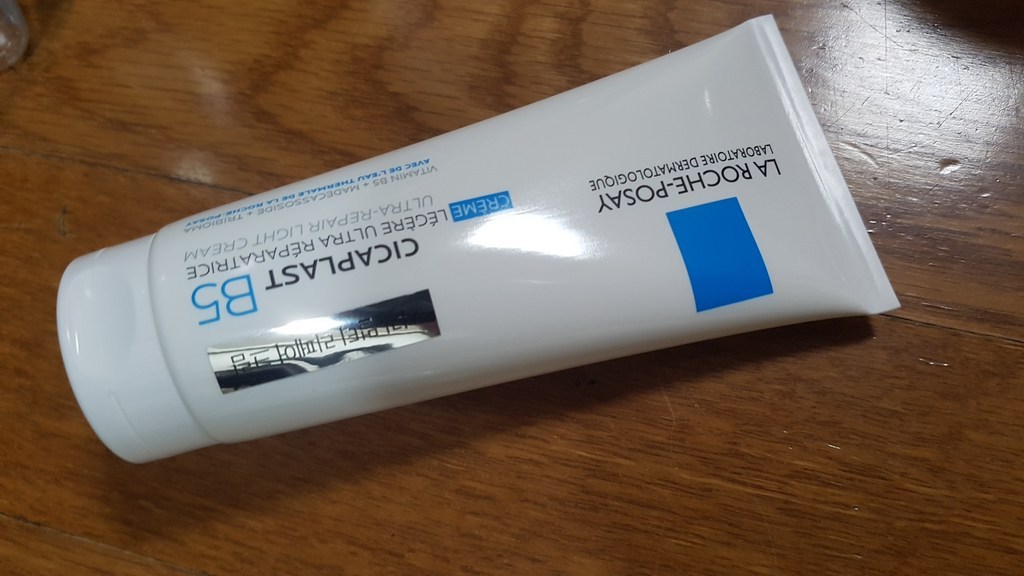 LA ROCHE-POSAY
LABORATOIRE DERMATOLOGIQUE
CICAPLAST B5
CRÈME LÉGÈRE ULTRA RÉPARATRICE
ULTRA-REPAIR LIGHT CREAM
VITAMIN B5 + MADECASSOSIDE + TRIBIOMA
AVEC DE L'EAU THERMALE DE LA ROCHE-POSAY